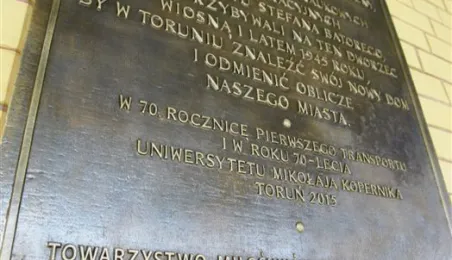 STEFANA BATOREGO
PRZYBYWALI NA TEN DWORZEC
WIOSNĄ I LATEM 1945 ROKU
BY W TORUNIU ZNALEŹĆ SWÓJ NOWY DOM
I ODMIENIĆ OBLICZE
NASZEGO MIASTA.
W 70. ROCZNICĘ PIERWSZEGO TRANSPORTU
I W ROKU 70-LECIA
UNIWERSYTETU MIKOŁAJA KOPERNIKA
TORUŃ 2015
TOWARZYSTWO